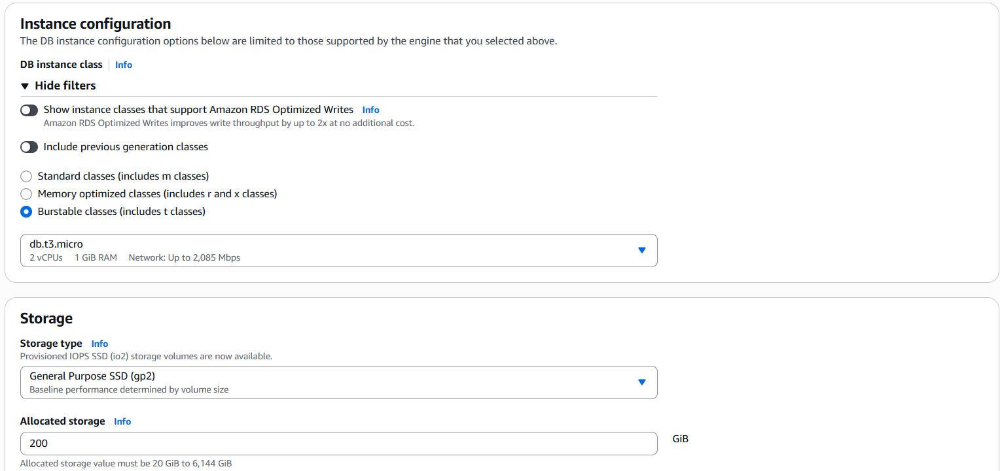 Instance configuration
The DB instance configuration options below are limited to those supported by the engine that you selected above.
DB instance class Info
Hide filters
Show instance classes that support Amazon RDS Optimized Writes Info
Amazon RDS Optimized Writes improves write throughput by up to 2x at no additional cost.
Include previous generation classes
Standard classes (includes m classes)
Memory optimized classes (includes r and x classes)
Burstable classes (includes t classes)
db.t3.micro
2 vCPUs 1 GiB RAM Network: Up to 2,085 Mbps
Storage
Storage type Info
Provisioned IOPS SSD (io2) storage volumes are now available.
General Purpose SSD (gp2)
Baseline performance determined by volume size
Allocated storage Info
200 GiB
Allocated storage value must be 20 GiB to 6,144 GiB